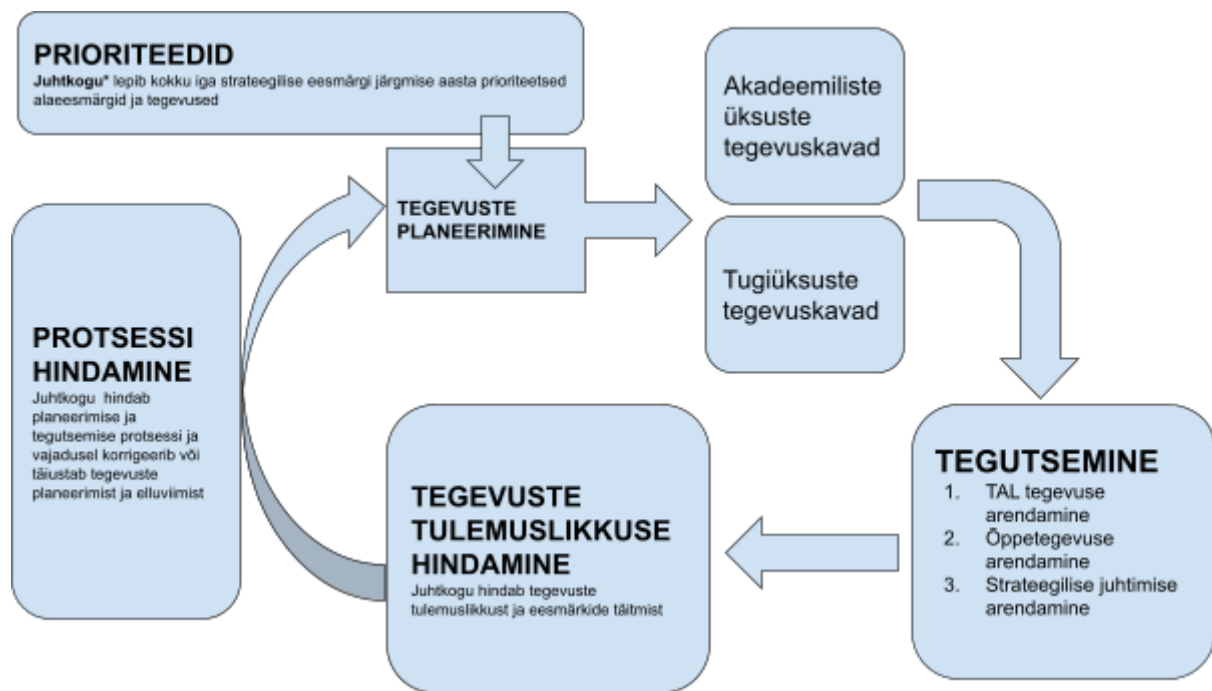 PRIORITEEDID
Juhtkogu* lepib kokku iga strateegilise eesmärgi järgmise aasta prioriteetsed
alaeesmärgid ja tegevused
TEGEVUSTE
PLANEERIMINE
Akadeemiliste
üksuste
tegevuskavad
Tugiüksuste
tegevuskavad
TEGUTSEMINE
1. TAL tegevuse
arendamine
2. Õppetegevuse
arendamine
3. Strateegilise juhtimise
arendamine
TEGEVUSTE
TULEMUSLIKKUSE
HINDAMINE
Juhtkogu hindab tegevuste
tulemuslikkust ja eesmärkide täitmist
PROTSESSI
HINDAMINE
Juhtkogu hindab
planeerimise ja
tegutsemise protsessi ja
vajadusel korrigeerib või
täiustab tegevuste
planeerimist ja elluviimist